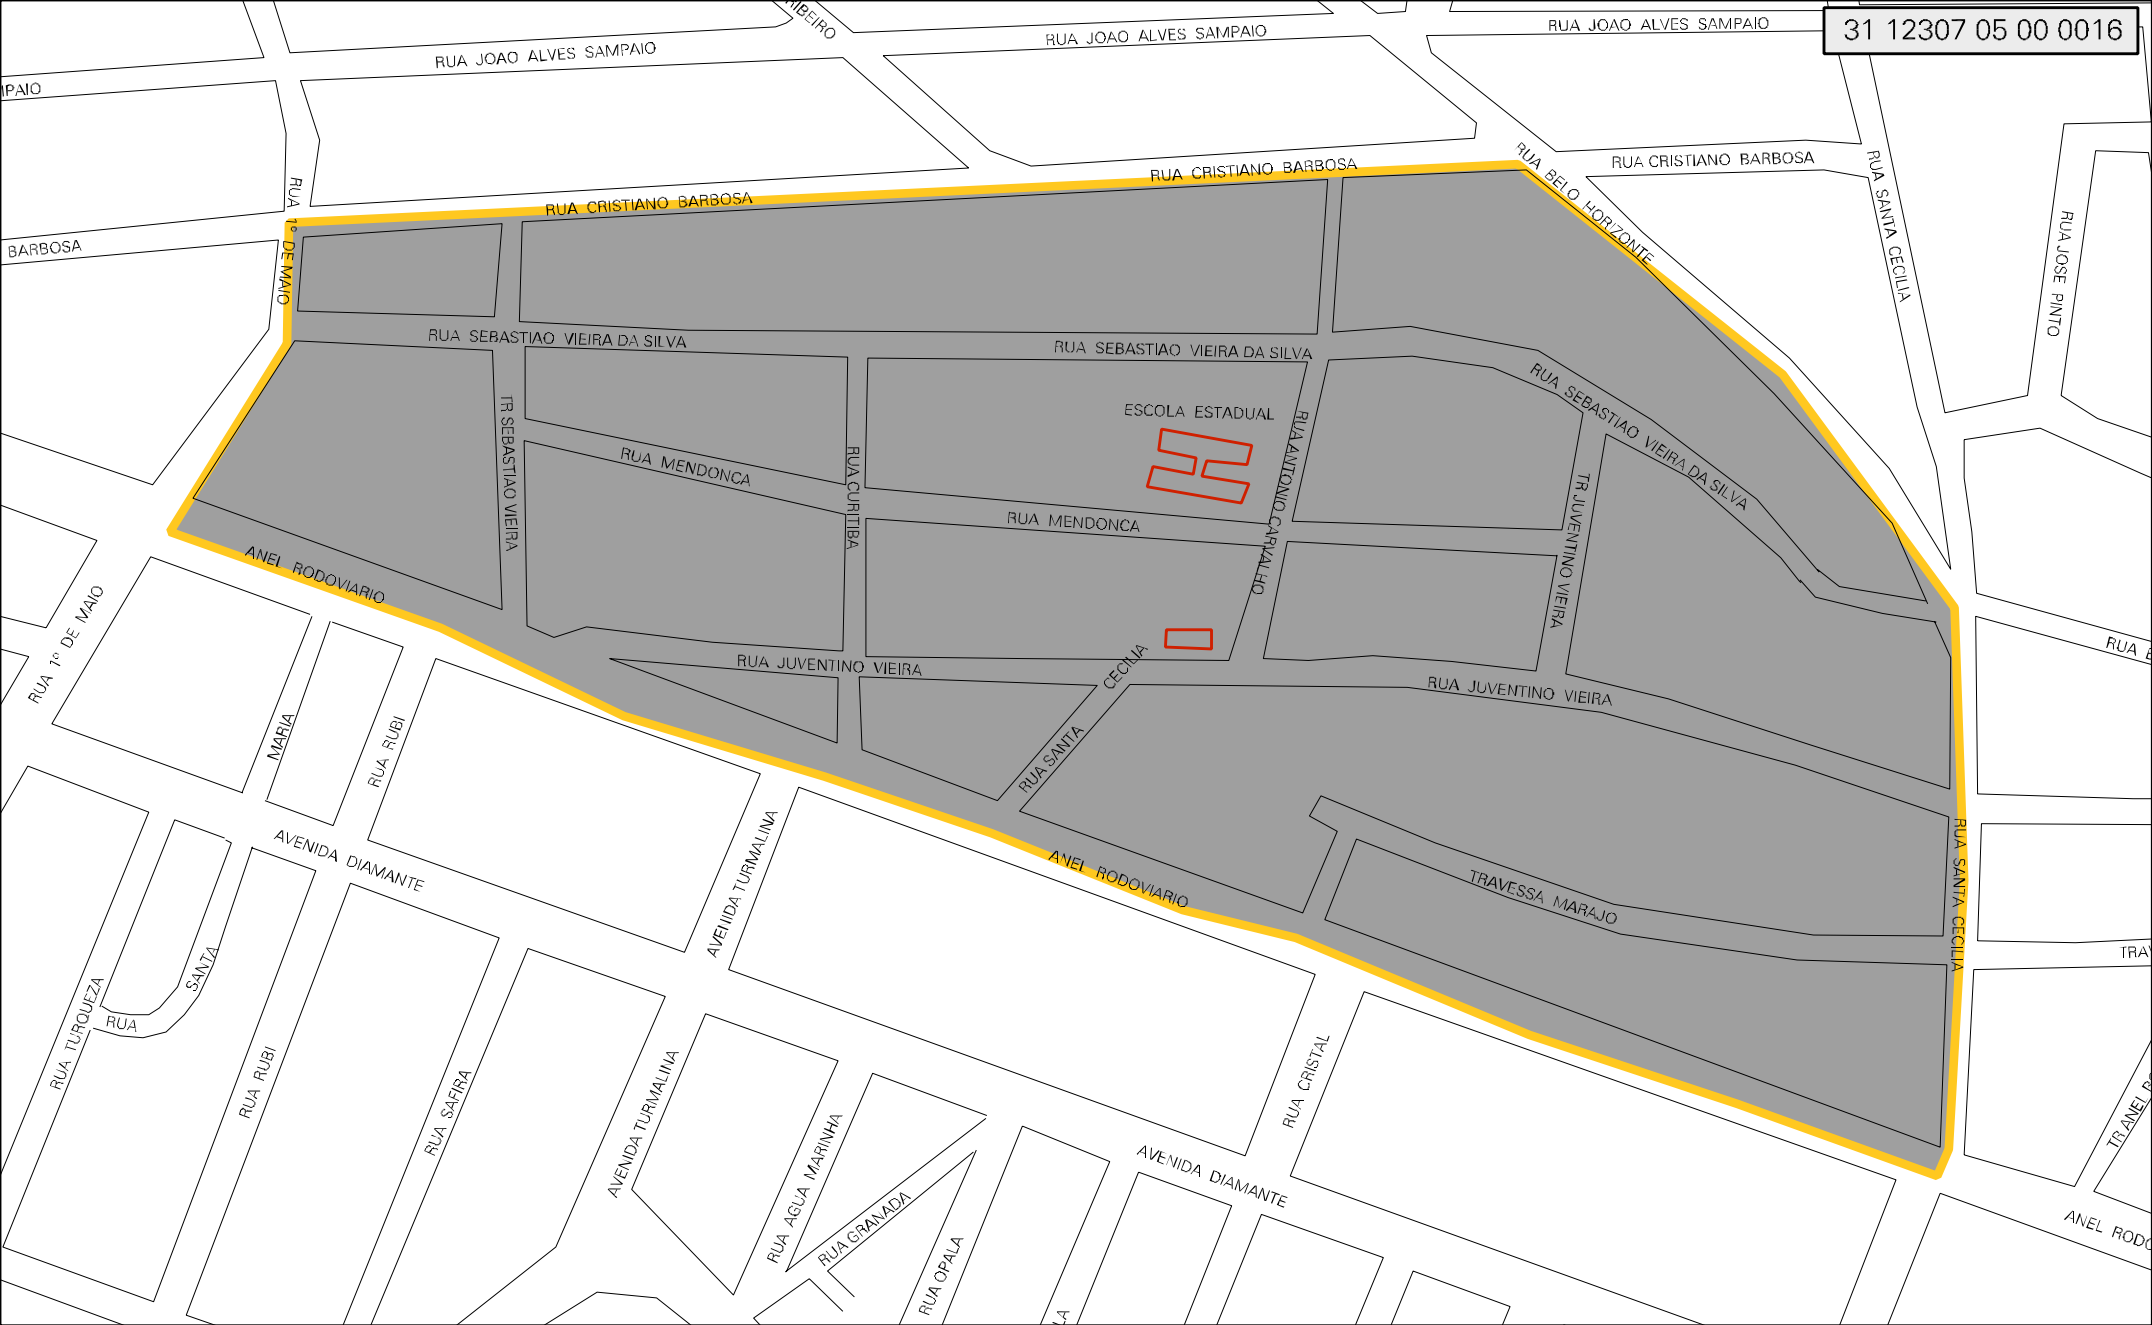 RIBEIRO
RUA JOAO ALVES SAMPAIO
RUA JOAO ALVES SAMPAIO
RUA JOAO ALVES SAMPAIO
31 12307 05 00 0016
MPAIO
RUA CRISTIANO BARBOSA
RUA CRISTIANO BARBOSA
RUA CRISTIANO BARBOSA
BARBOSA
RUA 1º DE MAIO
RUA BELO HORIZONTE
RUA SANTA CECILIA
RUA JOSE PINTO
RUA SEBASTIAO VIEIRA DA SILVA
RUA SEBASTIAO VIEIRA DA SILVA
RUA SEBASTIAO VIEIRA DA SILVA
ESCOLA ESTADUAL
TR SEBASTIAO VIEIRA
RUA MENDONCA
RUA CURITIBA
RUA MENDONCA
RUA ANTONIO CARVALHO
TR JUVENTINO VIEIRA
ANEL RODOVIARIO
RUA 1º DE MAIO
RUA JUVENTINO VIEIRA
RUA SANTA CECILIA
RUA JUVENTINO VIEIRA
MARIA
RUA RUBI
AVENIDA DIAMANTE
AVENIDA TURMALINA
ANEL RODOVIARIO
TRAVESSA MARAJO
RUA SANTA CECILIA
RUA TURQUEZA
RUA SANTA
RUA RUBI
RUA SAFIRA
AVENIDA TURMALINA
RUA AGUA MARINHA
RUA GRANADA
RUA OPALA
RUA CRISTAL
AVENIDA DIAMANTE
TR ANEL
ANEL RODO